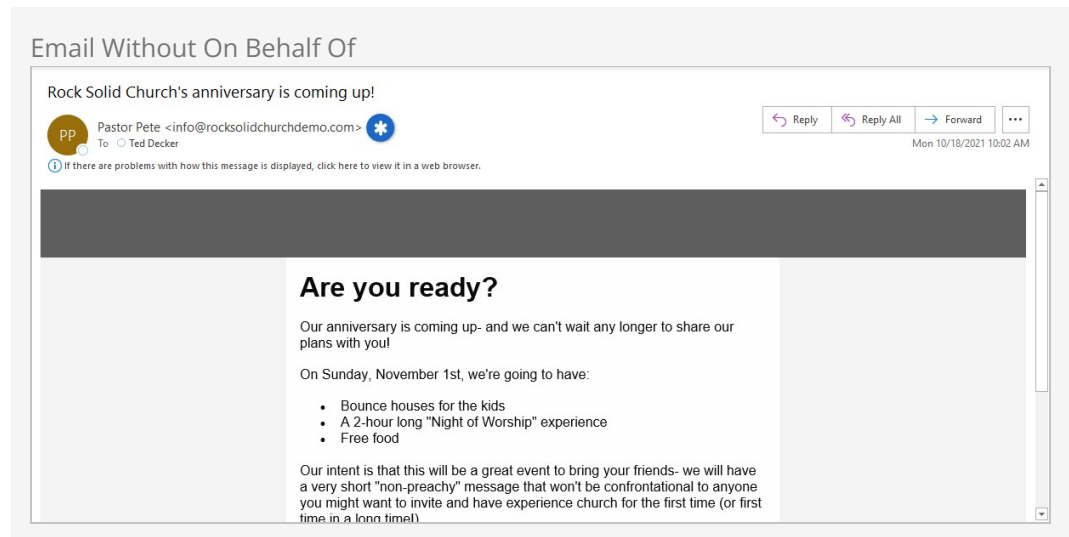 Email Without On Behalf Of
Rock Solid Church's anniversary is coming up!
PP
Pastor Pete <info@rocksolidchurchdemo.com>
To Ted Decker
Reply
Reply All
Forward
Mon 10/18/2021 10:02 AM
If there are problems with how this message is displayed, click here to view it in a web browser.
Are you ready?
Our anniversary is coming up- and we can't wait any longer to share our
plans with you!
On Sunday, November 1st, we're going to have:
• Bounce houses for the kids
• A 2-hour long "Night of Worship" experience
• Free food
Our intent is that this will be a great event to bring your friends- we will have
a very short "non-preachy" message that won't be confrontational to anyone
you might want to invite and have experience church for the first time (or first
time in a long time!)